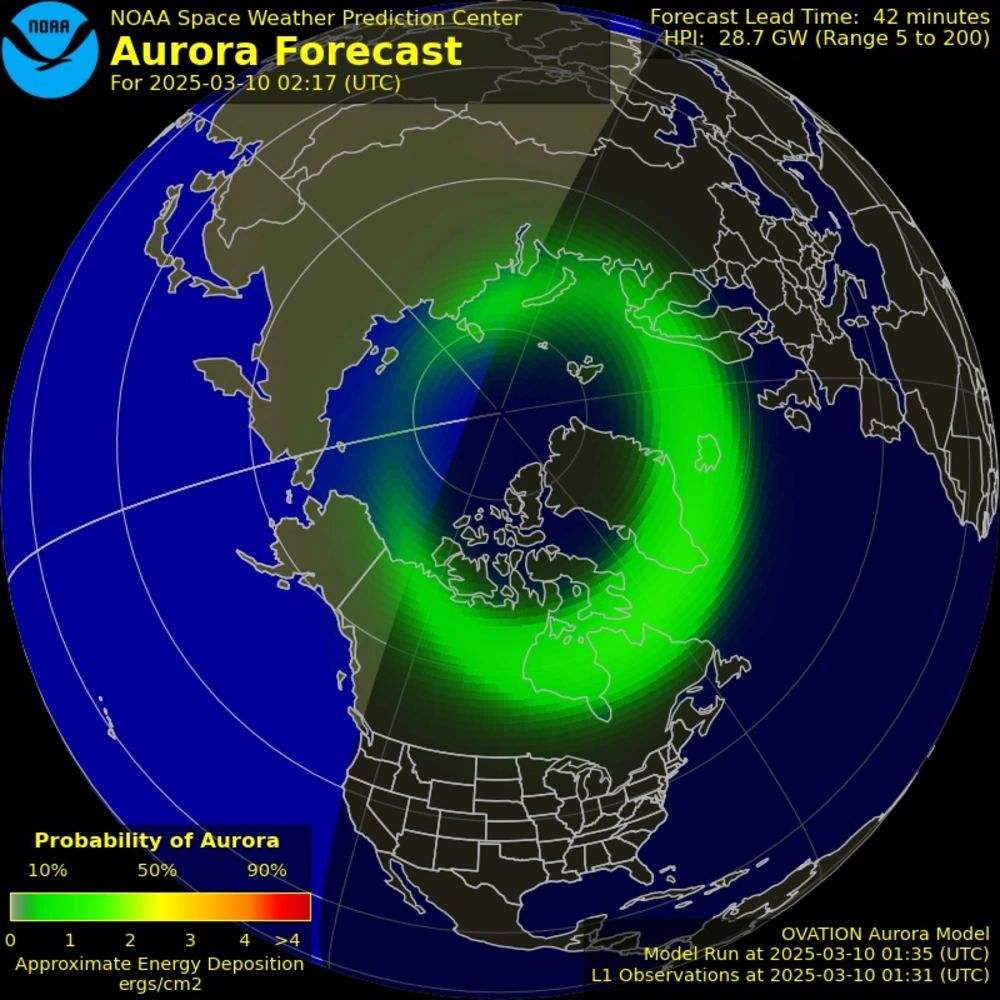 NOAA
NOAA Space Weather Prediction Center
Aurora Forecast
For 2025-03-10 02:17 (UTC)
Forecast Lead Time: 42 minutes
HPI: 28.7 GW (Range 5 to 200)
Probability of Aurora
10% 50% 90%
0 1 2 3 4 >4
Approximate Energy Deposition
ergs/cm2
OVATION Aurora Model
Model Run at 2025-03-10 01:35 (UTC)
L1 Observations at 2025-03-10 01:31 (UTC)